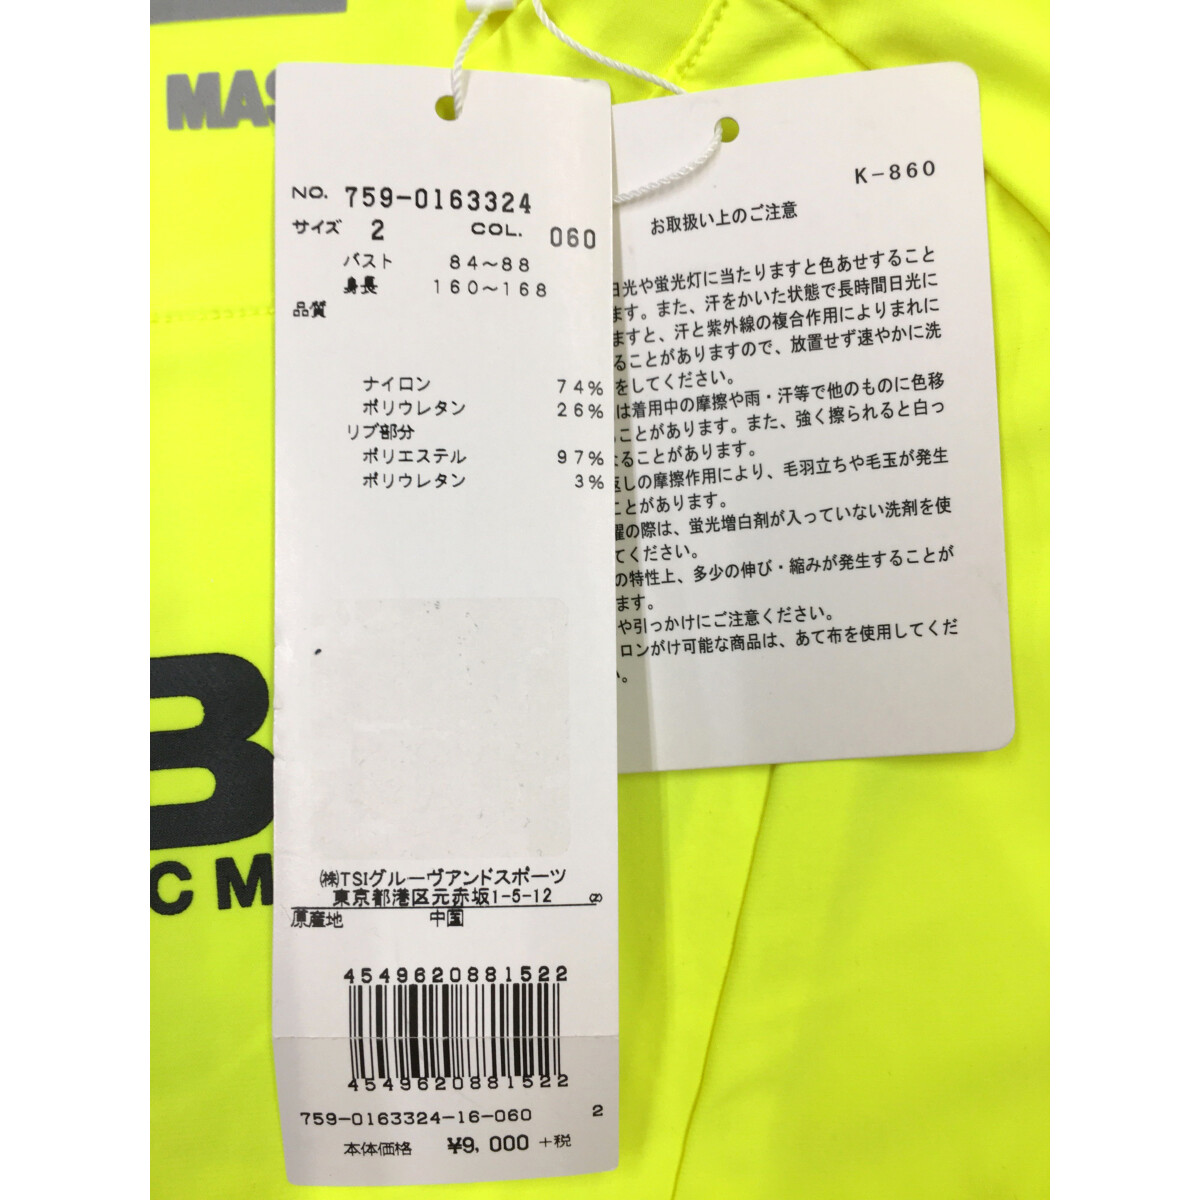 MAS
NO. 759-0163324
サイズ 2 COL. 060
バスト 84～88
身長 160～168
品質
ナイロン 74%
ポリウレタン 26%
リブ部分
ポリエステル 97%
ポリウレタン 3%
㈱TSIグルーヴアンドスポーツ
東京都港区元赤坂1-5-12
原産地 中国
4549620881522
4549620881522
759-0163324-16-060 2
本体価格 ¥9,000 +税
K-860
お取扱い上のご注意
日光や蛍光灯に当たりますと色あせすること
ます。また、汗をかいた状態で長時間日光に
ますと、汗と紫外線の複合作用によりまれに
ることがありますので、放置せず速やかに洗
をしてください。
は着用中の摩擦や雨・汗等で他のものに色移
ることがあります。また、強く擦られると白っ
なることがあります。
返しの摩擦作用により、毛羽立ちや毛玉が発生
ことがあります。
濯の際は、蛍光増白剤が入っていない洗剤を使
てください。
の特性上、多少の伸び・縮みが発生することが
ます。
や引っかけにご注意ください。
ロンがけ可能な商品は、あて布を使用してくだ
い。
B
C M